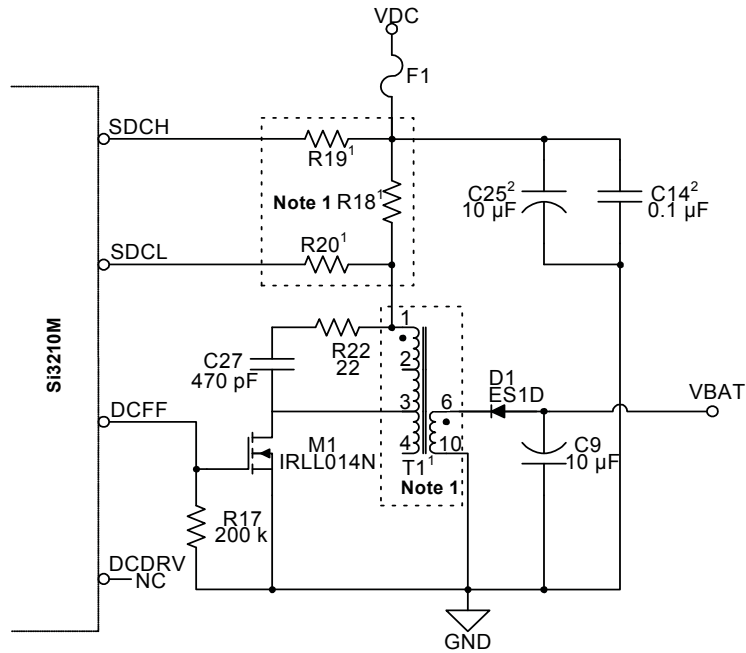 VDC
F1
SDCH
R19¹
Note 1 R18¹
C25²
10 µF
C14²
0.1 µF
R20¹
SDCL
Si3210M
1
2
3
4
R22
22
C27
470 pF
6
10
D1
ES1D
VBAT
DCFF
M1
IRLL014N
T1¹
Note 1
C9
10 µF
R17
200 k
DCDRV
NC
GND